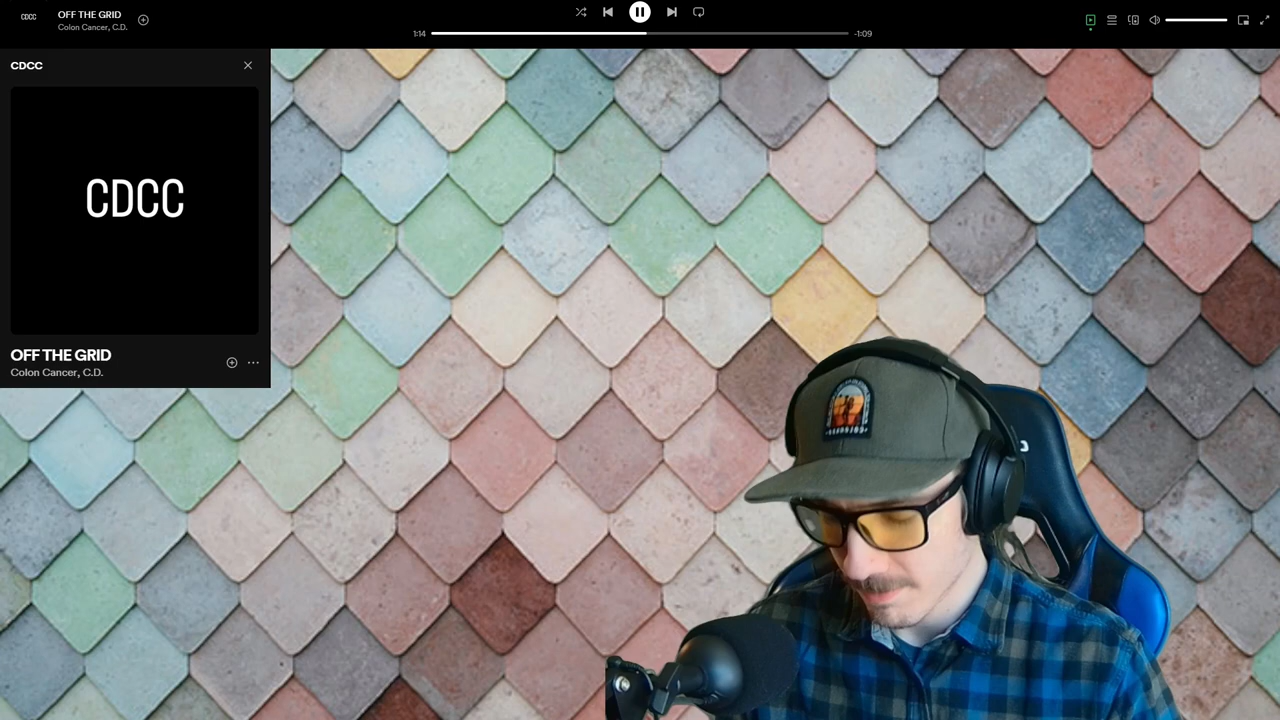 CDCC
OFF THE GRID
Colon Cancer, C.D.
1:14
-1:09
CDCC
CDCC
OFF THE GRID
Colon Cancer, C.D.